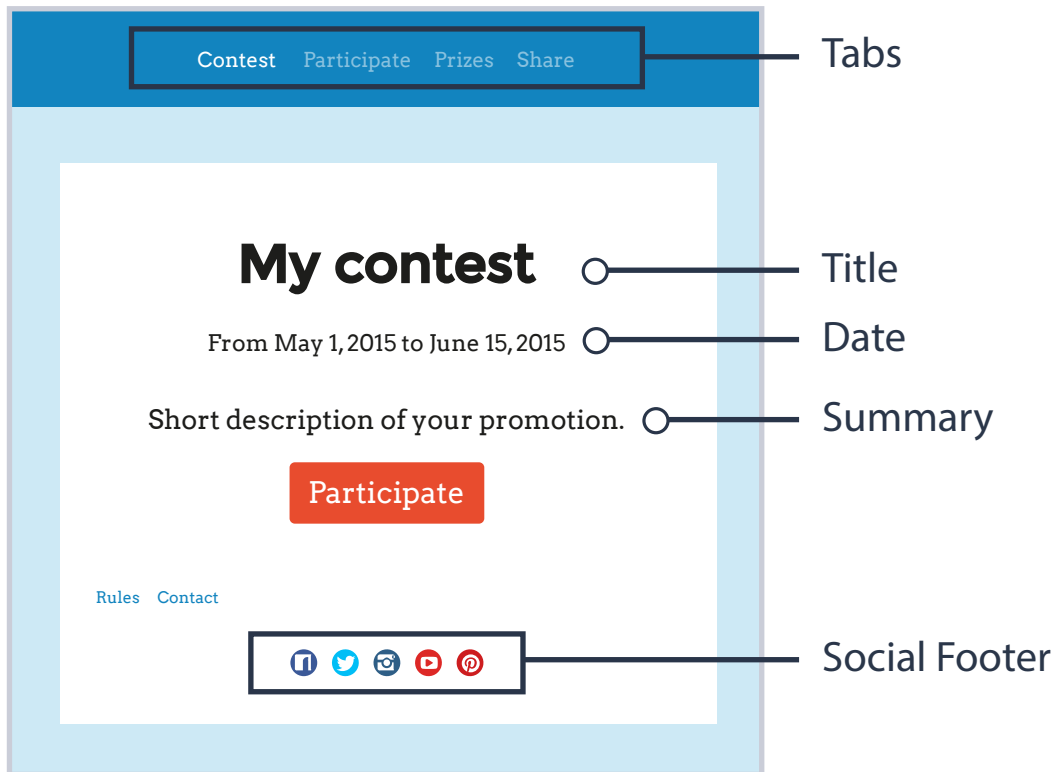 Contest Participate Prizes Share
Tabs
My contest
Title
From May 1, 2015 to June 15, 2015
Date
Short description of your promotion.
Summary
Participate
Rules Contact
Social Footer